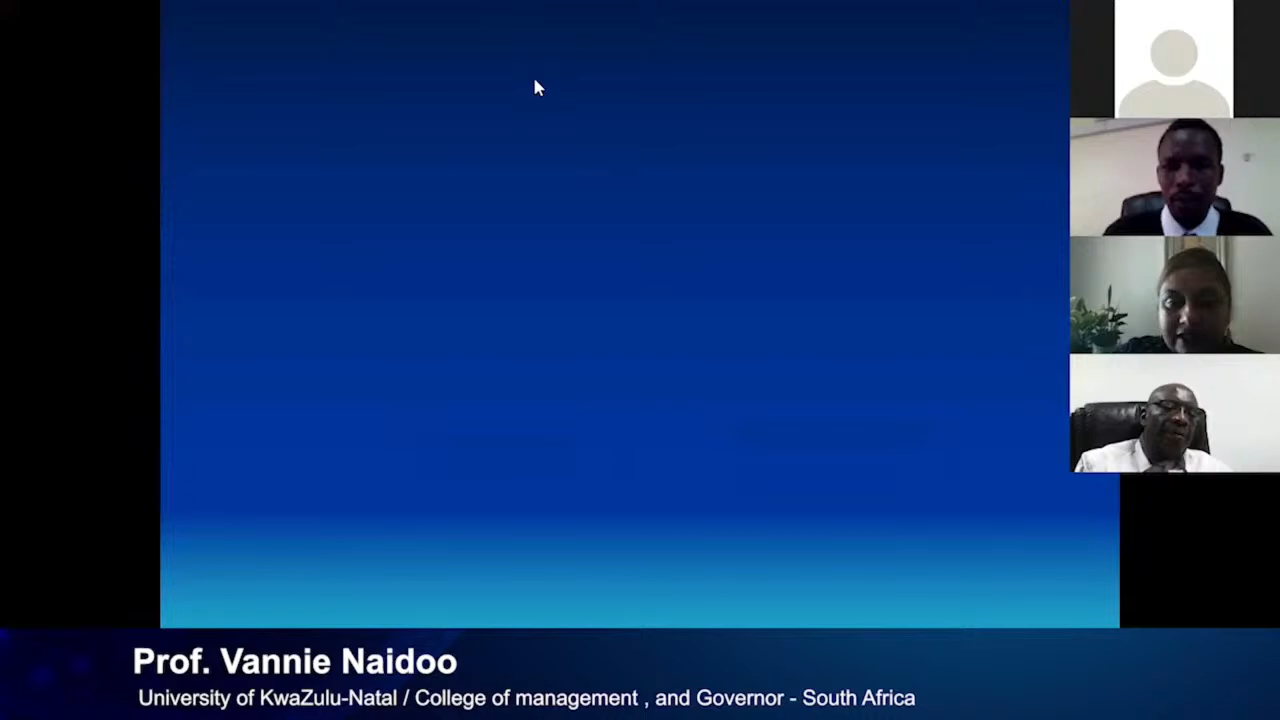 Prof. Vannie Naidoo
University of KwaZulu-Natal / College of management , and Governor - South Africa